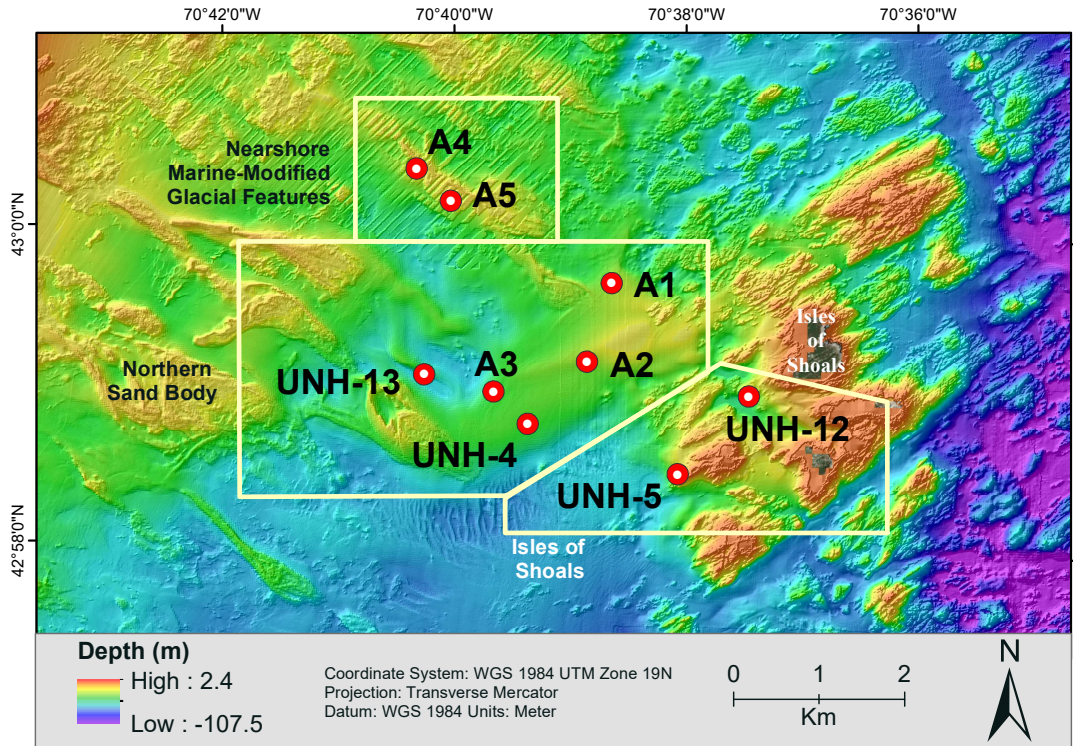 70°42'0"W 70°40'0"W 70°38'0"W 70°36'0"W
43°0'0"N
42°58'0"N
Nearshore
Marine-Modified
Glacial Features
A4
A5
A1
A2
A3
UNH-13
UNH-4
Northern
Sand Body
Isles
of
Shoals
UNH-12
UNH-5
Isles of
Shoals
Depth (m)
High : 2.4
Low : -107.5
Coordinate System: WGS 1984 UTM Zone 19N
Projection: Transverse Mercator
Datum: WGS 1984 Units: Meter
0 1 2
Km
N